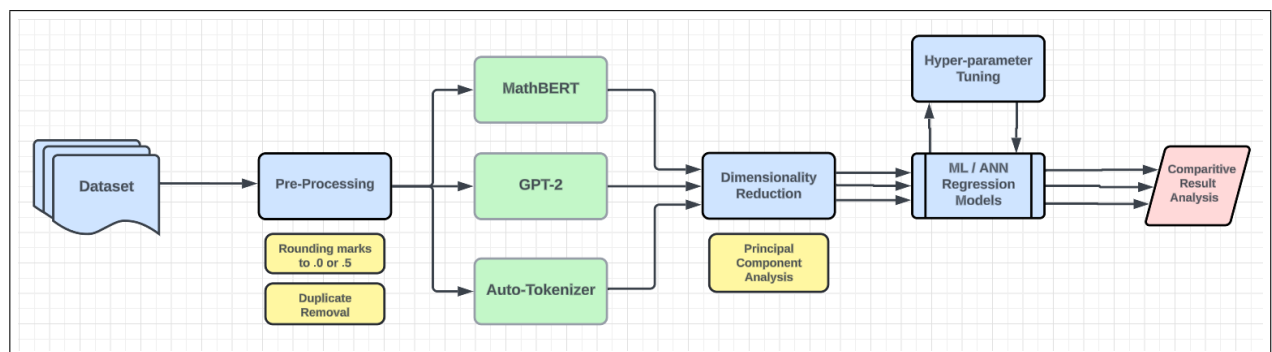 Dataset
Pre-Processing
Rounding marks
to .0 or .5
Duplicate
Removal
MathBERT
GPT-2
Auto-Tokenizer
Dimensionality
Reduction
Principal
Component
Analysis
Hyper-parameter
Tuning
ML / ANN
Regression
Models
Comparitive
Result
Analysis